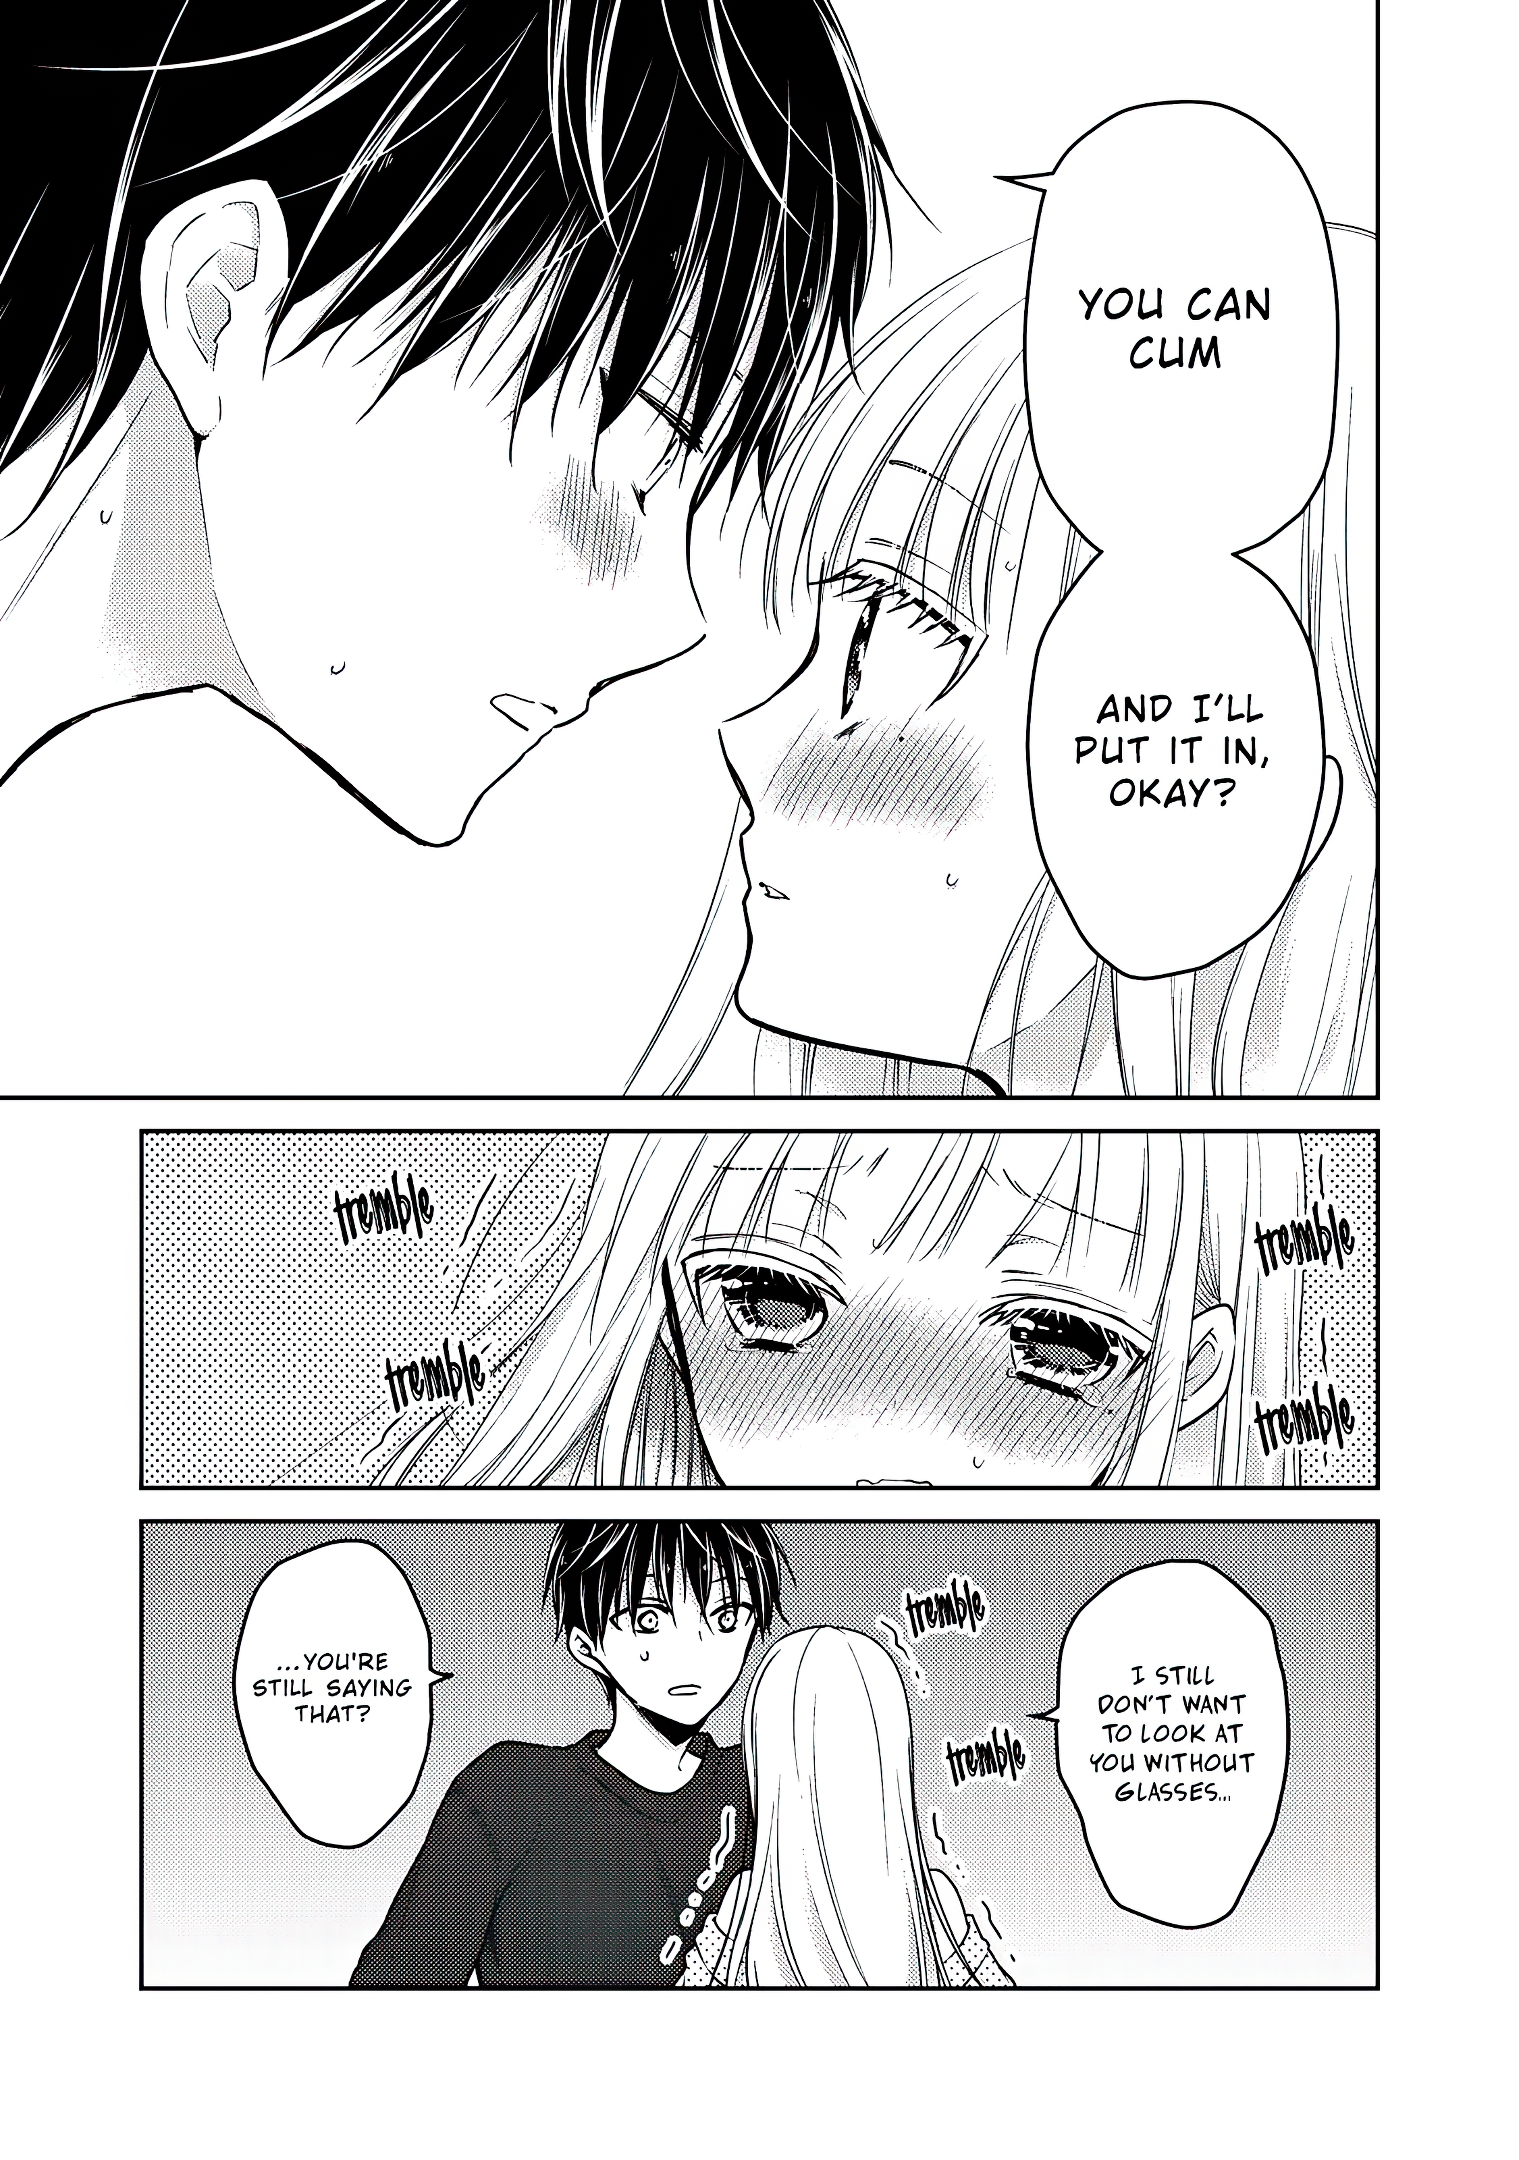 YOU CAN
CUM
AND I'LL
PUT IT IN,
OKAY?
tremble
tremble
tremble
tremble
tremble
tremble
I STILL
DON'T WANT
TO LOOK AT
YOU WITHOUT
GLASSES...
...YOU'RE
STILL SAYING
THAT?